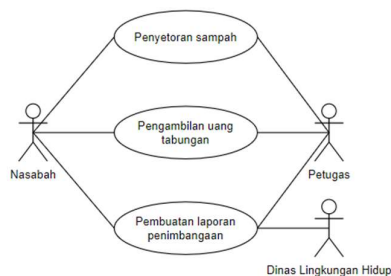 Penyetoran sampah
Pengambilan uang
tabungan
Nasabah
Petugas
Pembuatan laporan
penimbangaan
Dinas Lingkungan Hidup